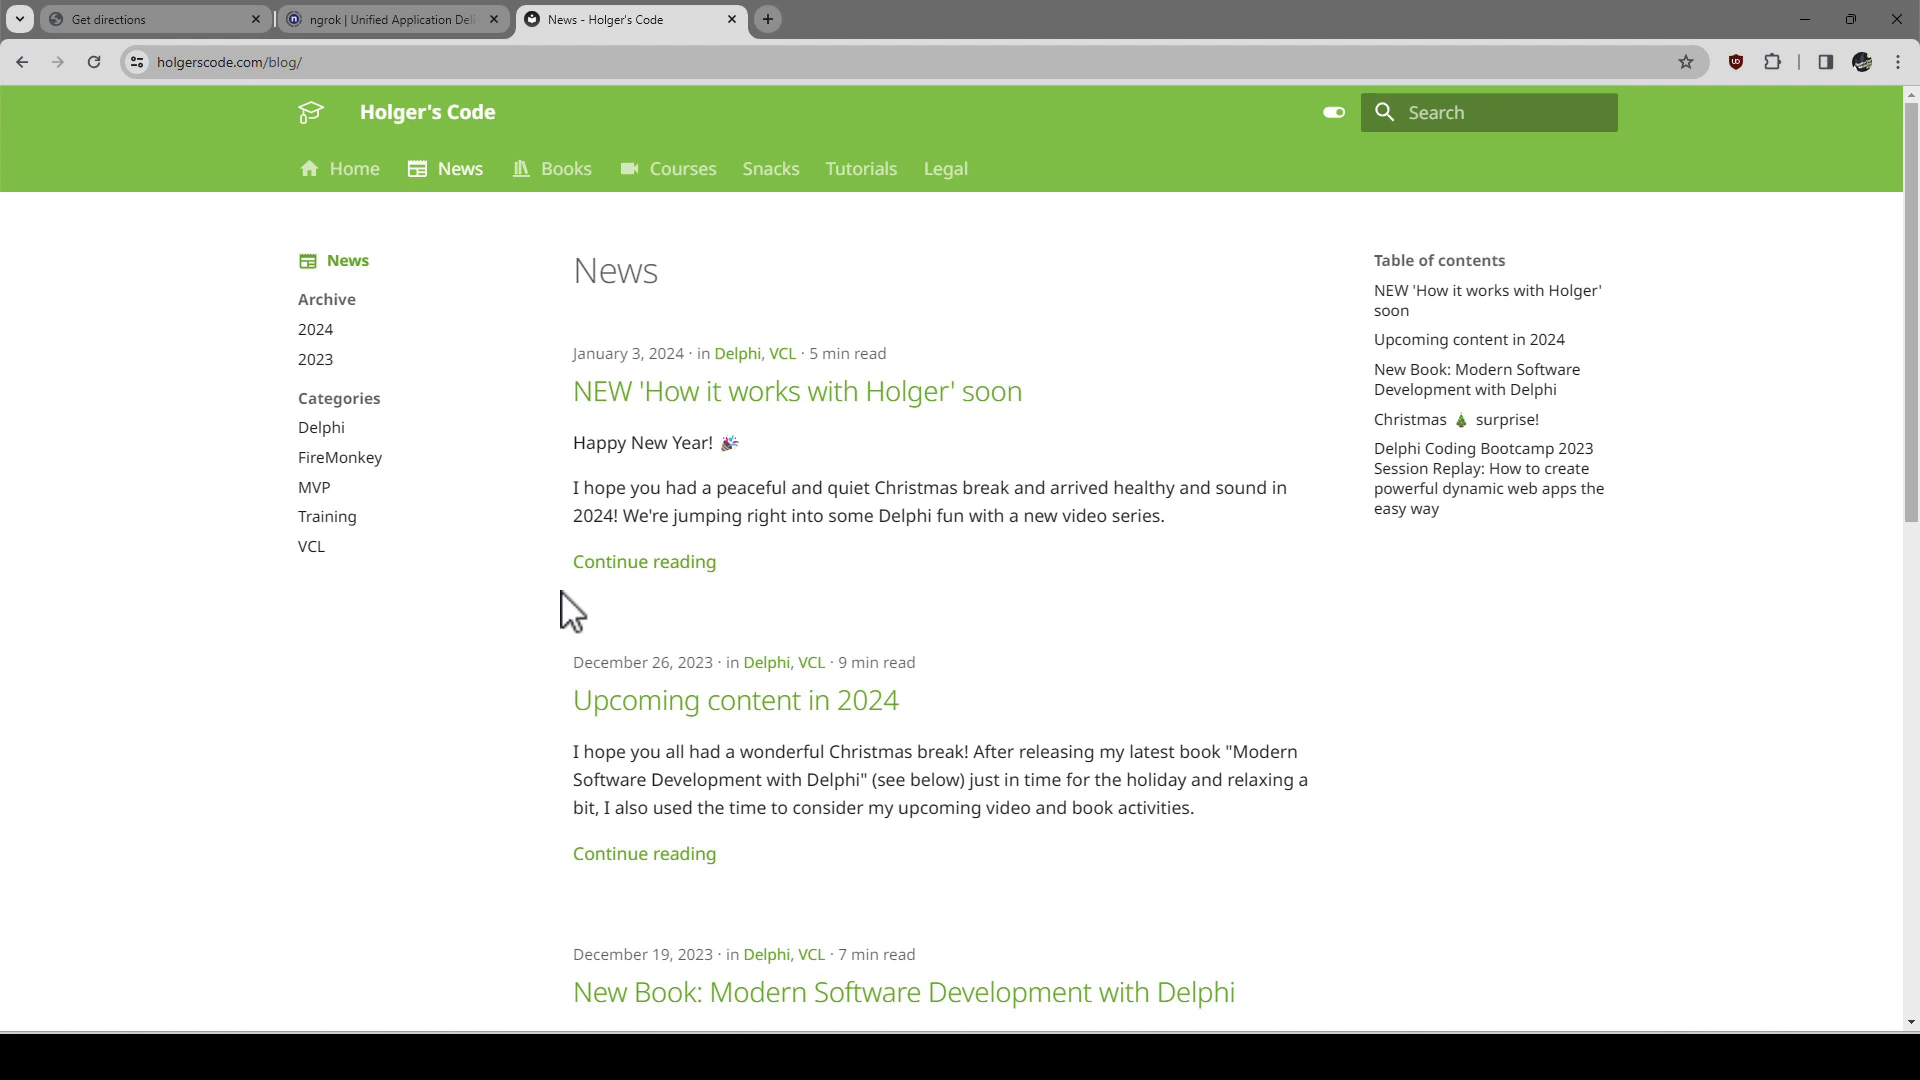 Get directions
ngrok | Unified Application Deli
News - Holger's Code
holgerscode.com/blog/
Holger's Code
Search
Home
News
Books
Courses
Snacks
Tutorials
Legal
News
Archive
2024
2023
Categories
Delphi
FireMonkey
MVP
Training
VCL
News
January 3, 2024 · in Delphi, VCL · 5 min read
NEW 'How it works with Holger' soon
Happy New Year! 🎉
I hope you had a peaceful and quiet Christmas break and arrived healthy and sound in
2024! We're jumping right into some Delphi fun with a new video series.
Continue reading
December 26, 2023 · in Delphi, VCL · 9 min read
Upcoming content in 2024
I hope you all had a wonderful Christmas break! After releasing my latest book "Modern
Software Development with Delphi" (see below) just in time for the holiday and relaxing a
bit, I also used the time to consider my upcoming video and book activities.
Continue reading
December 19, 2023 · in Delphi, VCL · 7 min read
New Book: Modern Software Development with Delphi
Table of contents
NEW 'How it works with Holger'
soon
Upcoming content in 2024
New Book: Modern Software
Development with Delphi
Christmas 🎄 surprise!
Delphi Coding Bootcamp 2023
Session Replay: How to create
powerful dynamic web apps the
easy way